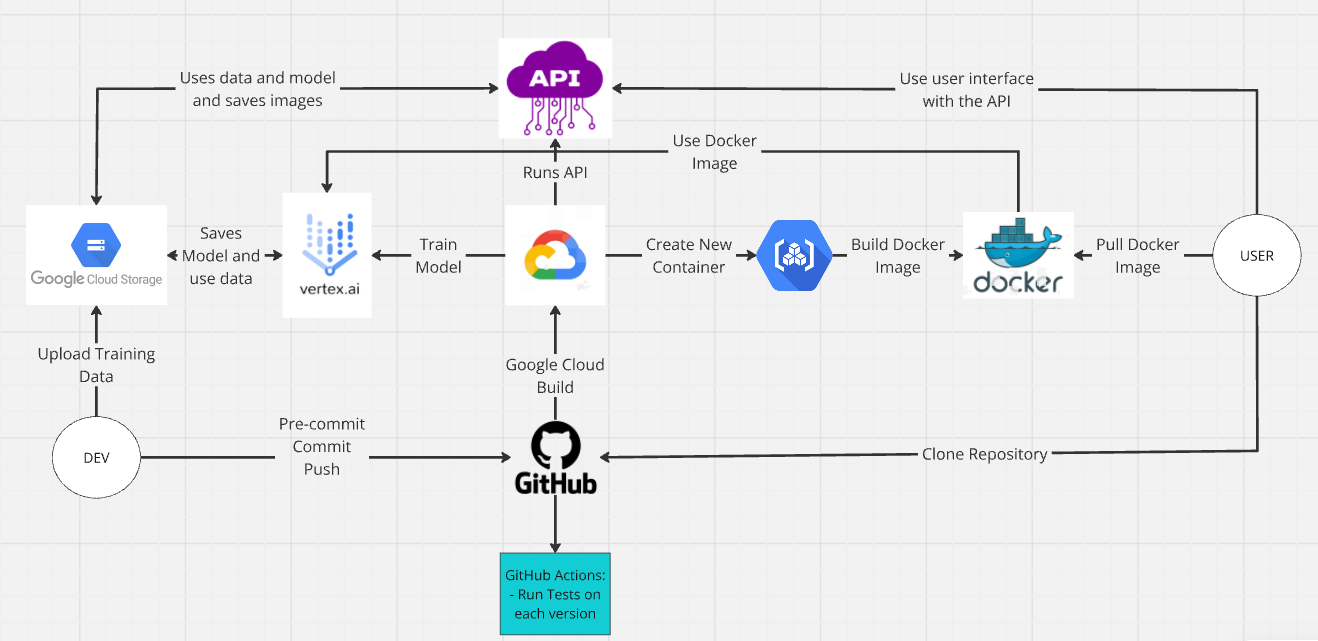 API
Uses data and model
and saves images
Use user interface
with the API
Use Docker
Image
Runs API
Google Cloud Storage
Saves
Model and
use data
vertex.ai
Train
Model
Create New
Container
Build Docker
Image
docker
Pull Docker
Image
USER
Upload Training
Data
Google Cloud
Build
DEV
Pre-commit
Commit
Push
GitHub
Clone Repository
GitHub Actions:
- Run Tests on
each version